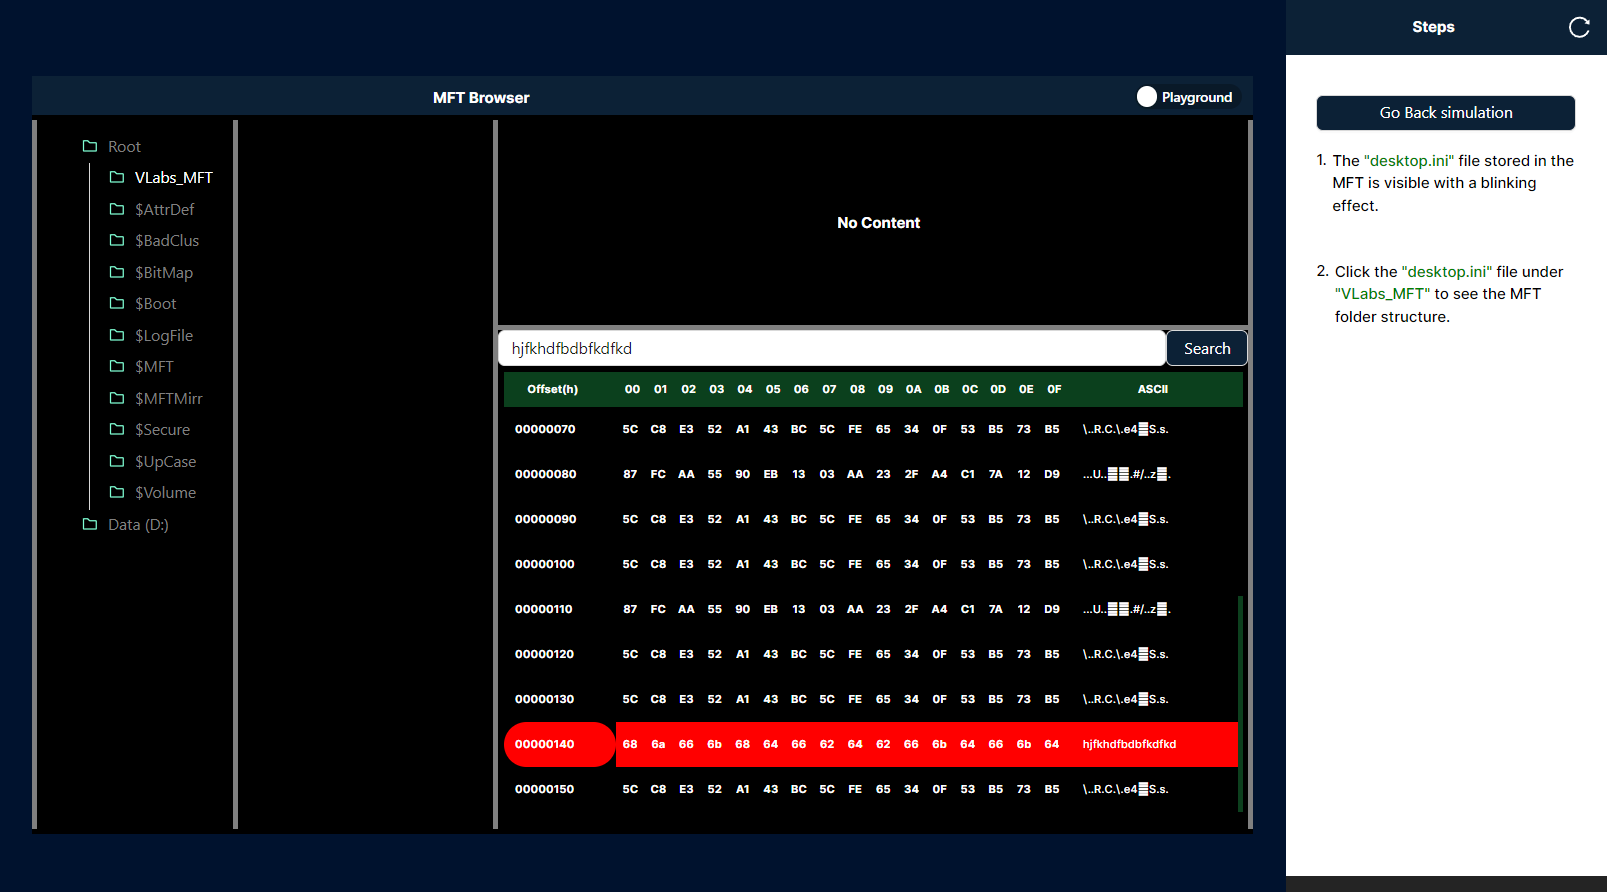 MFT Browser
Playground
Root
VLabs_MFT
$AttrDef
$BadClus
$BitMap
$Boot
$LogFile
$MFT
$MFTMirr
$Secure
$UpCase
$Volume
Data (D:)
No Content
hjfkhdfbdbfkdfkd
Search
Offset(h) 00 01 02 03 04 05 06 07 08 09 0A 0B 0C 0D 0E 0F ASCII
00000070 5C C8 E3 52 A1 43 BC 5C FE 65 34 0F 53 B5 73 B5 \..R.C.\.e4▒S.s.
00000080 87 FC AA 55 90 EB 13 03 AA 23 2F A4 C1 7A 12 D9 ...U..▒▒.#/..z▒.
00000090 5C C8 E3 52 A1 43 BC 5C FE 65 34 0F 53 B5 73 B5 \..R.C.\.e4▒S.s.
00000100 5C C8 E3 52 A1 43 BC 5C FE 65 34 0F 53 B5 73 B5 \..R.C.\.e4▒S.s.
00000110 87 FC AA 55 90 EB 13 03 AA 23 2F A4 C1 7A 12 D9 ...U..▒▒.#/..z▒.
00000120 5C C8 E3 52 A1 43 BC 5C FE 65 34 0F 53 B5 73 B5 \..R.C.\.e4▒S.s.
00000130 5C C8 E3 52 A1 43 BC 5C FE 65 34 0F 53 B5 73 B5 \..R.C.\.e4▒S.s.
00000140 68 6a 66 6b 68 64 66 62 64 62 66 6b 64 66 6b 64 hjfkhdfbdbfkdfkd
00000150 5C C8 E3 52 A1 43 BC 5C FE 65 34 0F 53 B5 73 B5 \..R.C.\.e4▒S.s.
Steps
Go Back simulation
1. The "desktop.ini" file stored in the
MFT is visible with a blinking
effect.
2. Click the "desktop.ini" file under
"VLabs_MFT" to see the MFT
folder structure.